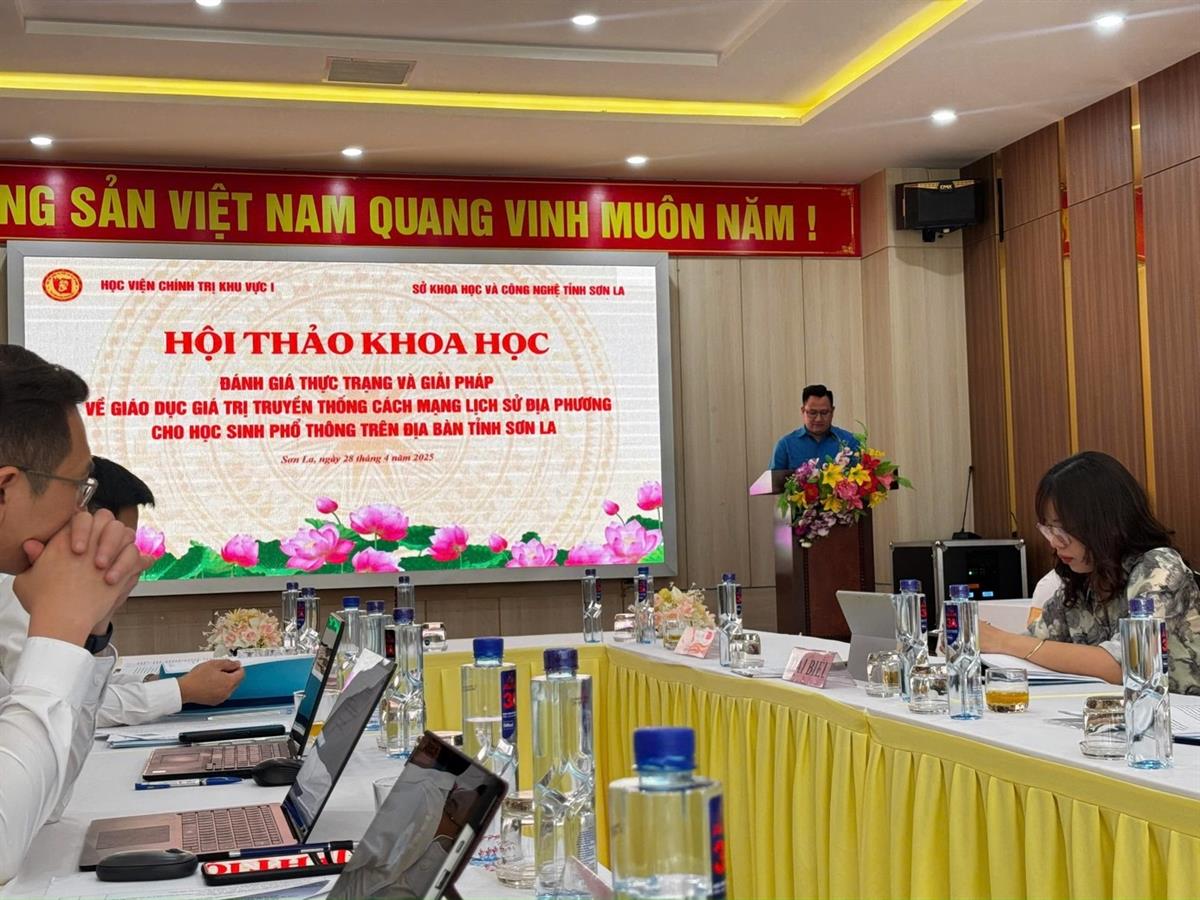 NG SẢN VIỆT NAM QUANG VINH MUÔN NĂM !
HỌC VIỆN CHÍNH TRỊ KHU VỰC I
SỞ KHOA HỌC VÀ CÔNG NGHỆ TỈNH SƠN LA
HỘI THẢO KHOA HỌC
ĐÁNH GIÁ THỰC TRẠNG VÀ GIẢI PHÁP
VỀ GIÁO DỤC GIÁ TRỊ TRUYỀN THỐNG CÁCH MẠNG LỊCH SỬ ĐỊA PHƯƠNG
CHO HỌC SINH PHỔ THÔNG TRÊN ĐỊA BÀN TỈNH SƠN LA
Sơn La, ngày 28 tháng 4 năm 2025